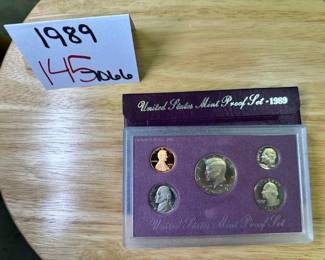 1989
145
United States Mint Proof Set · 1989
United States Mint Proof Set